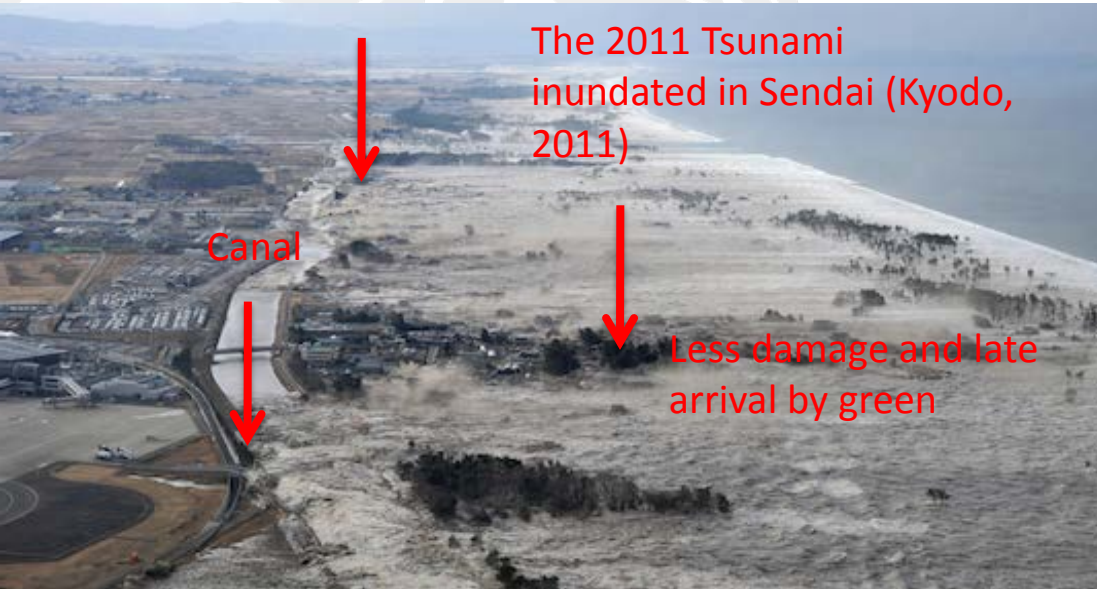 The 2011 Tsunami
inundated in Sendai (Kyodo,
2011)
Canal
Less damage and late
arrival by green